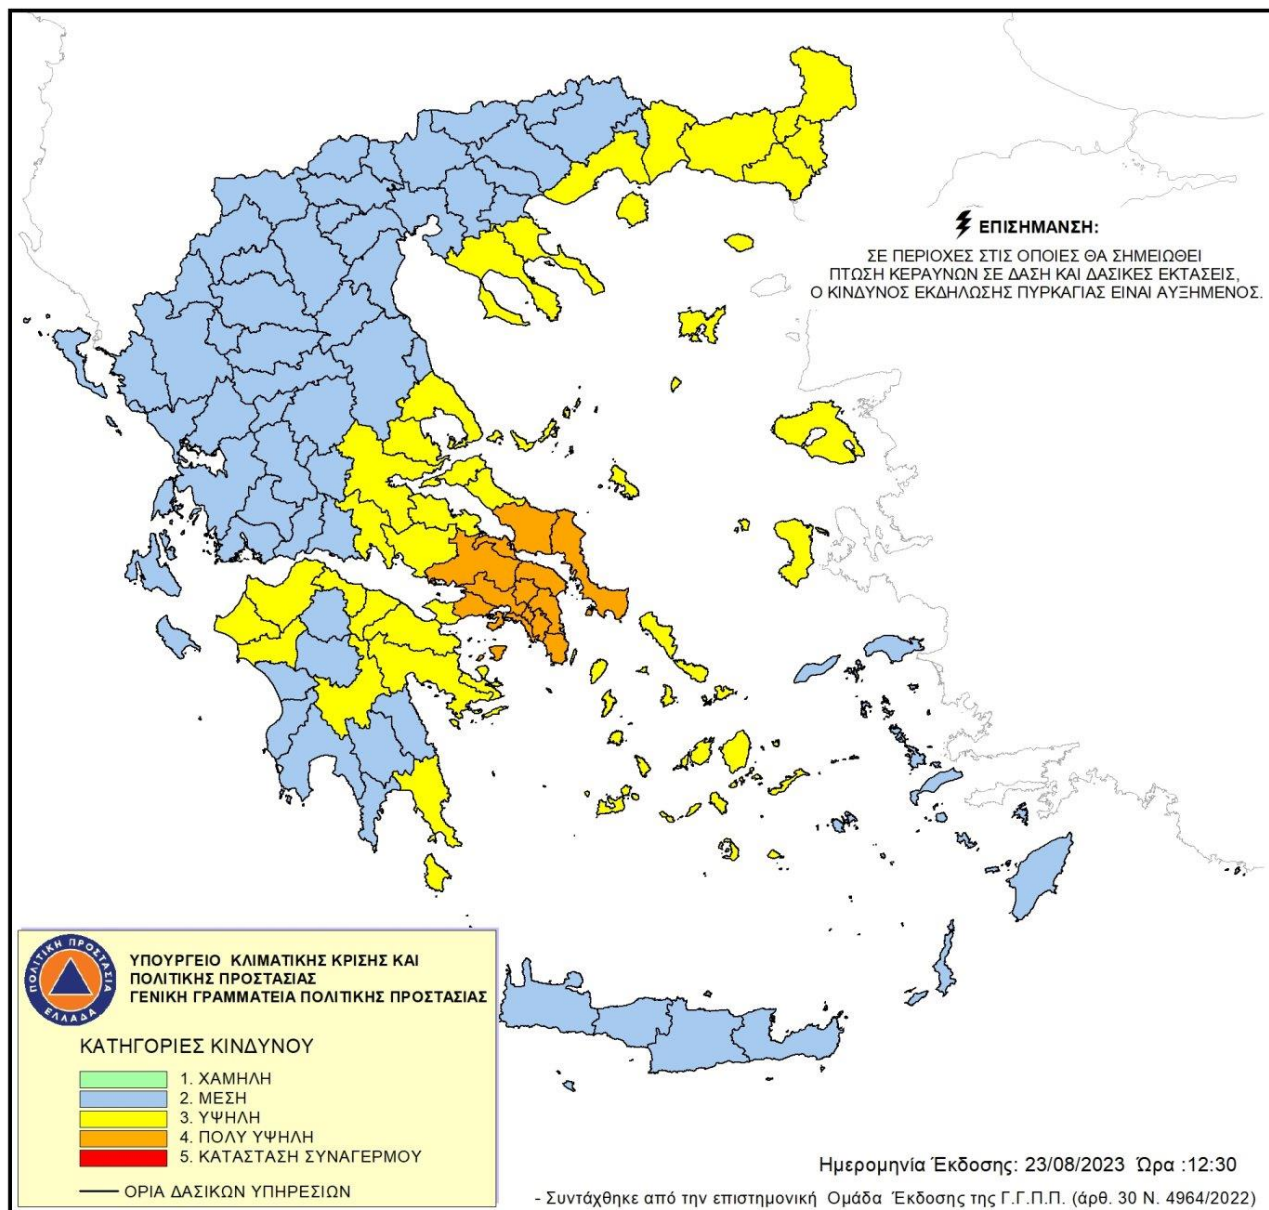 ΕΠΙΣΗΜΑΝΣΗ:
ΣΕ ΠΕΡΙΟΧΕΣ ΣΤΙΣ ΟΠΟΙΕΣ ΘΑ ΣΗΜΕΙΩΘΕΙ
ΠΤΩΣΗ ΚΕΡΑΥΝΩΝ ΣΕ ΔΑΣΗ ΚΑΙ ΔΑΣΙΚΕΣ ΕΚΤΑΣΕΙΣ,
Ο ΚΙΝΔΥΝΟΣ ΕΚΔΗΛΩΣΗΣ ΠΥΡΚΑΓΙΑΣ ΕΙΝΑΙ ΑΥΞΗΜΕΝΟΣ.
ΠΟΛΙΤΙΚΗ ΠΡΟΣΤΑΣΙΑ
ΕΛΛΑΔΑ
ΥΠΟΥΡΓΕΙΟ ΚΛΙΜΑΤΙΚΗΣ ΚΡΙΣΗΣ ΚΑΙ
ΠΟΛΙΤΙΚΗΣ ΠΡΟΣΤΑΣΙΑΣ
ΓΕΝΙΚΗ ΓΡΑΜΜΑΤΕΙΑ ΠΟΛΙΤΙΚΗΣ ΠΡΟΣΤΑΣΙΑΣ
ΚΑΤΗΓΟΡΙΕΣ ΚΙΝΔΥΝΟΥ
1. ΧΑΜΗΛΗ
2. ΜΕΣΗ
3. ΥΨΗΛΗ
4. ΠΟΛΥ ΥΨΗΛΗ
5. ΚΑΤΑΣΤΑΣΗ ΣΥΝΑΓΕΡΜΟΥ
ΟΡΙΑ ΔΑΣΙΚΩΝ ΥΠΗΡΕΣΙΩΝ
Ημερομηνία Έκδοσης: 23/08/2023 Ώρα :12:30
- Συντάχθηκε από την επιστημονική Ομάδα Έκδοσης της Γ.Γ.Π.Π. (άρθ. 30 Ν. 4964/2022)